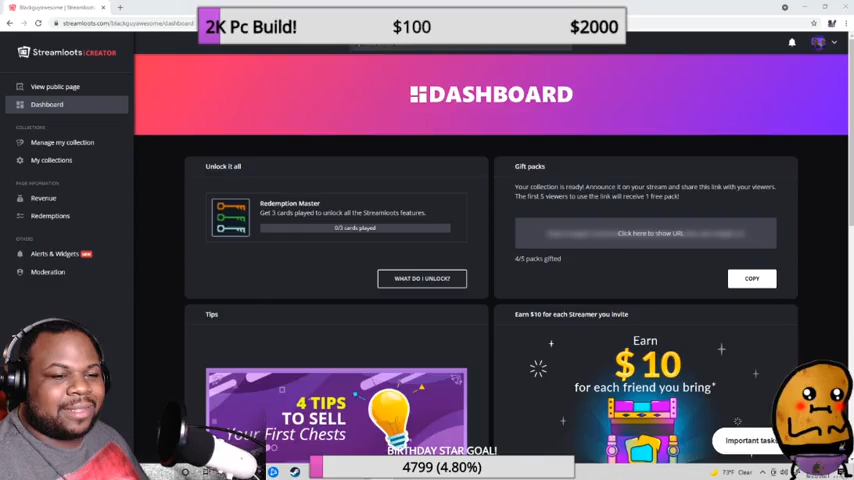 Blackguyawesome | Streamloots
streamloots.com/blackguyawesome/dashboard
2K Pc Build!
$100
$2000
Streamloots | CREATOR
View public page
Dashboard
COLLECTIONS
Manage my collection
My collections
PAGE INFORMATION
Revenue
Redemptions
OTHERS
Alerts & Widgets NEW
Moderation
DASHBOARD
Unlock it all
Redemption Master
Get 3 cards played to unlock all the Streamloots features.
0/3 cards played
WHAT DO I UNLOCK?
Gift packs
Your collection is ready! Announce it on your stream and share this link with your viewers.
The first 5 viewers to use the link will receive 1 free pack!
Click here to show URL
4/5 packs gifted
COPY
Tips
4 TIPS
TO SELL
Your First Chests
Earn $10 for each Streamer you invite
Earn
$10
for each friend you bring*
Important tasks
BIRTHDAY STAR GOAL!
4799 (4.80%)
73°F Clear